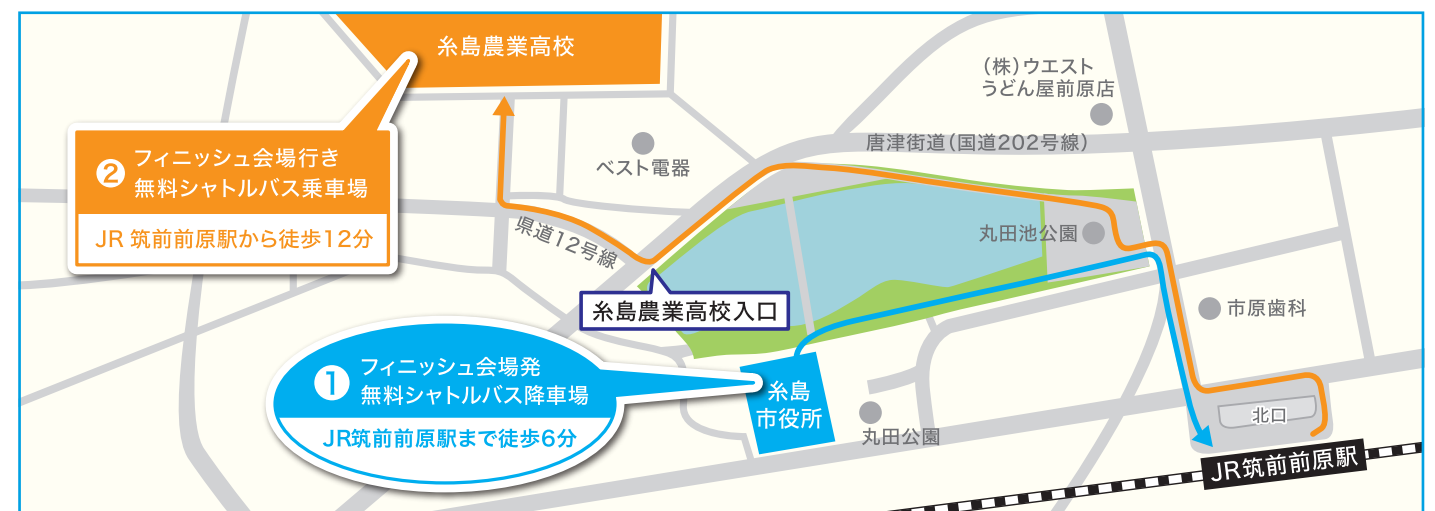 糸島農業高校
(株)ウエスト
うどん屋前原店
唐津街道(国道202号線)
ベスト電器
❷ フィニッシュ会場行き
無料シャトルバス乗車場
JR 筑前前原駅から徒歩12分
県道12号線
丸田池公園
糸島農業高校入口
市原歯科
❶ フィニッシュ会場発
無料シャトルバス降車場
JR筑前前原駅まで徒歩6分
糸島
市役所
丸田公園
北口
JR筑前前原駅